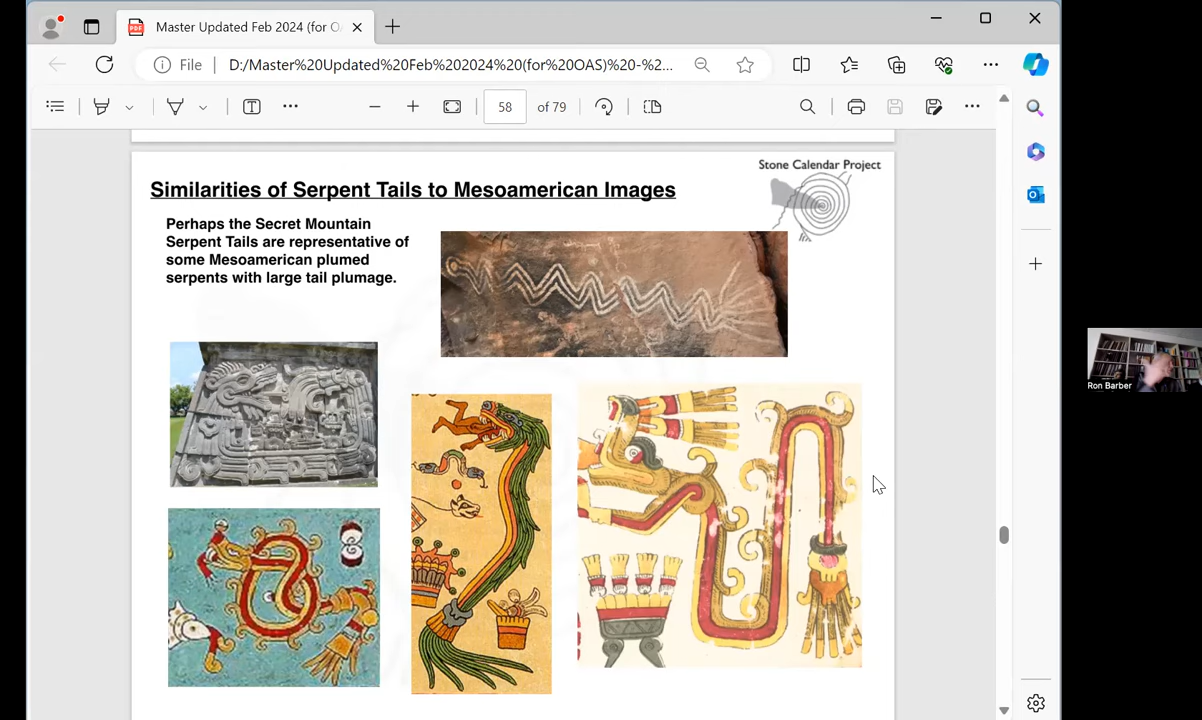 Master Updated Feb 2024 (for O
File
D:/Master%20Updated%20Feb%202024%20(for%20OAS)%20-%2...
58 of 79
Stone Calendar Project
Similarities of Serpent Tails to Mesoamerican Images
Perhaps the Secret Mountain
Serpent Tails are representative of
some Mesoamerican plumed
serpents with large tail plumage.
Ron Barber